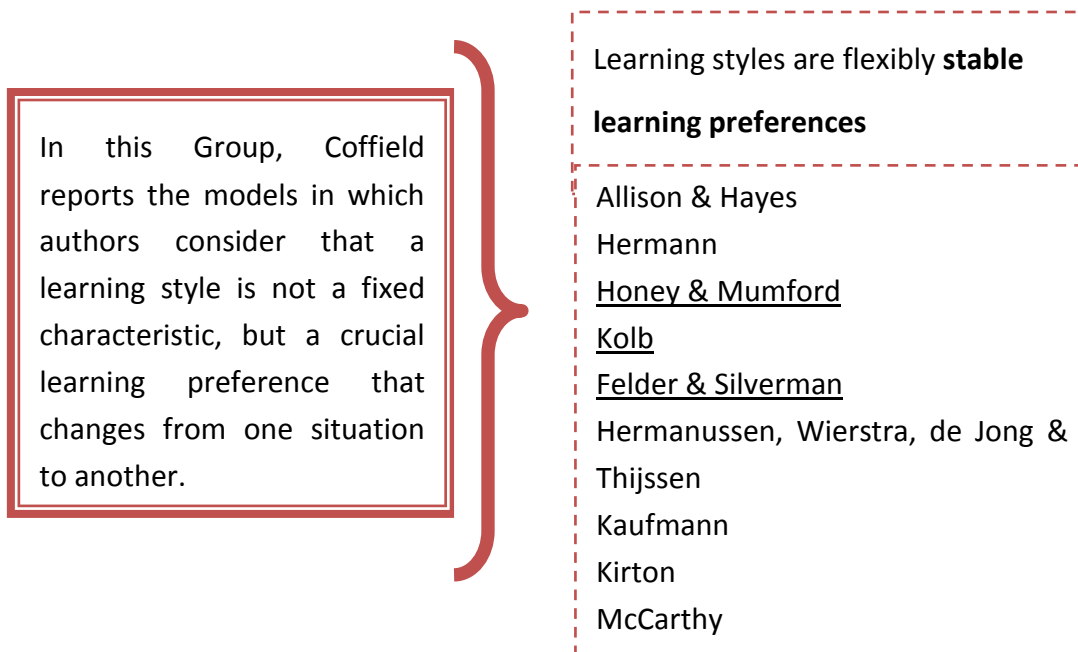 In this Group, Coffield
reports the models in which
authors consider that a
learning style is not a fixed
characteristic, but a crucial
learning preference that
changes from one situation
to another.
Learning styles are flexibly stable
learning preferences
Allison & Hayes
Hermann
Honey & Mumford
Kolb
Felder & Silverman
Hermanussen, Wierstra, de Jong &
Thijssen
Kaufmann
Kirton
McCarthy